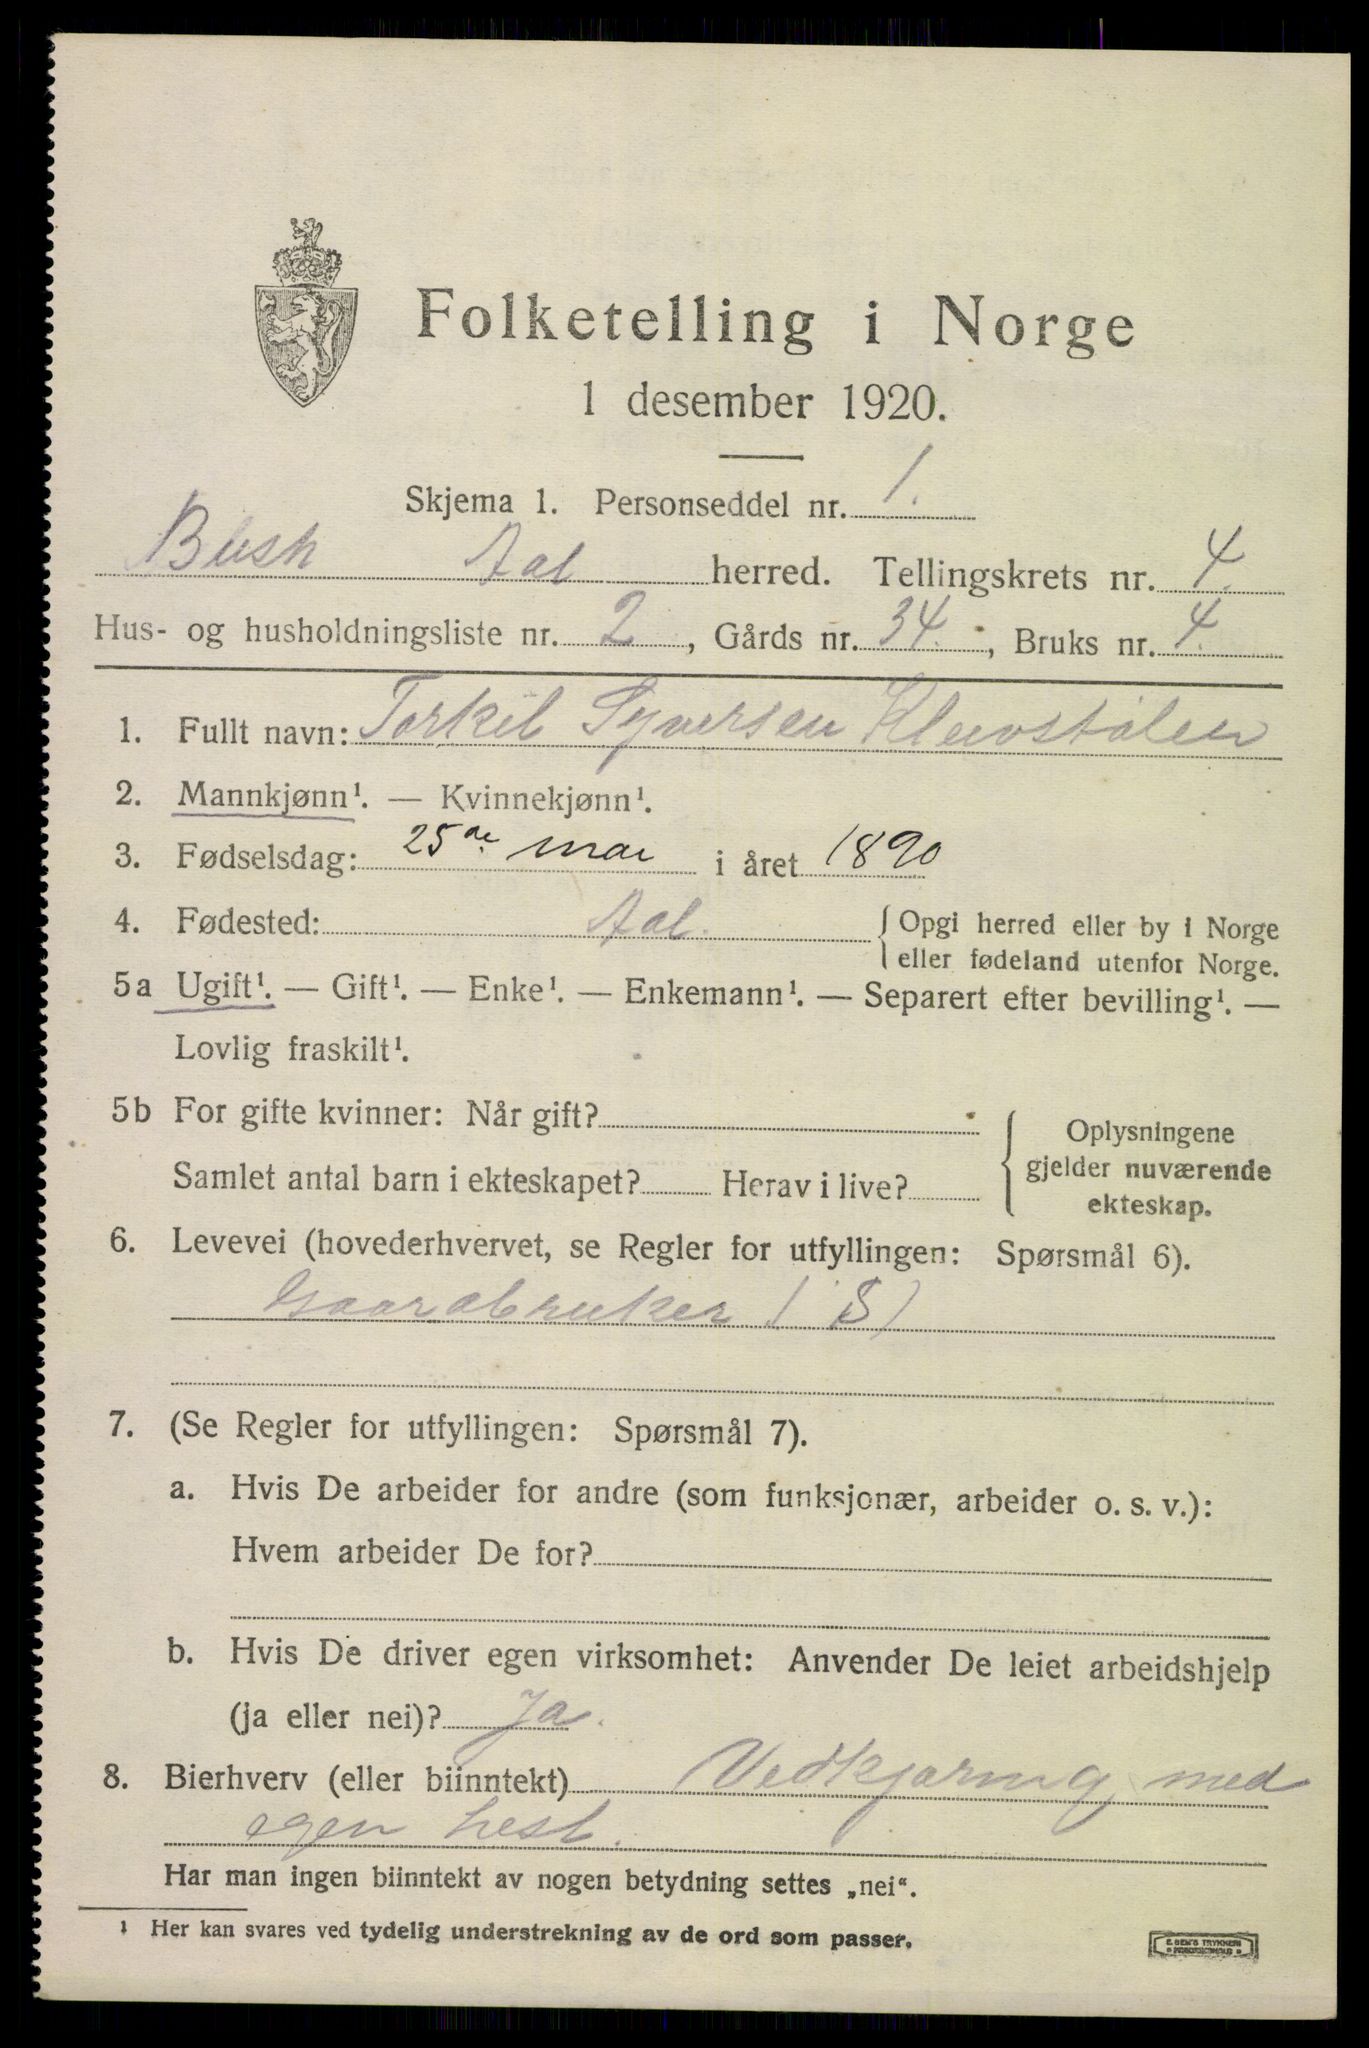 Folketelling i Norge
1 desember 1920.
Skjema 1. Personseddel nr. 1.
Busk Aal herred. Tellingskrets nr. 4.
Hus- og husholdningsliste nr. 2, Gårds nr. 34., Bruks nr. 4.
1. Fullt navn: Torkil Syversen Klevstølen
2. Mannkjønn¹. — Kvinnekjønn¹.
3. Fødselsdag: 25de mai i året 1890
4. Fødested: Aal. Opgi herred eller by i Norge
eller fødeland utenfor Norge.
5a Ugift¹. — Gift¹. — Enke¹. — Enkemann¹. — Separert efter bevilling¹. —
Lovlig fraskilt¹.
5b For gifte kvinner: Når gift?
Samlet antal barn i ekteskapet? Herav i live?
Oplysningene
gjelder nuværende
ekteskap.
6. Levevei (hovederhvervet, se Regler for utfyllingen: Spørsmål 6).
Gaardbruker (S)
7. (Se Regler for utfyllingen: Spørsmål 7).
a. Hvis De arbeider for andre (som funksjonær, arbeider o. s. v.):
Hvem arbeider De for?
b. Hvis De driver egen virksomhet: Anvender De leiet arbeidshjelp
(ja eller nei)? Ja.
8. Bierhverv (eller biinntekt) Vedkjøring med
egen hest.
Har man ingen biinntekt av nogen betydning settes „nei“.
¹ Her kan svares ved tydelig understrekning av de ord som passer.